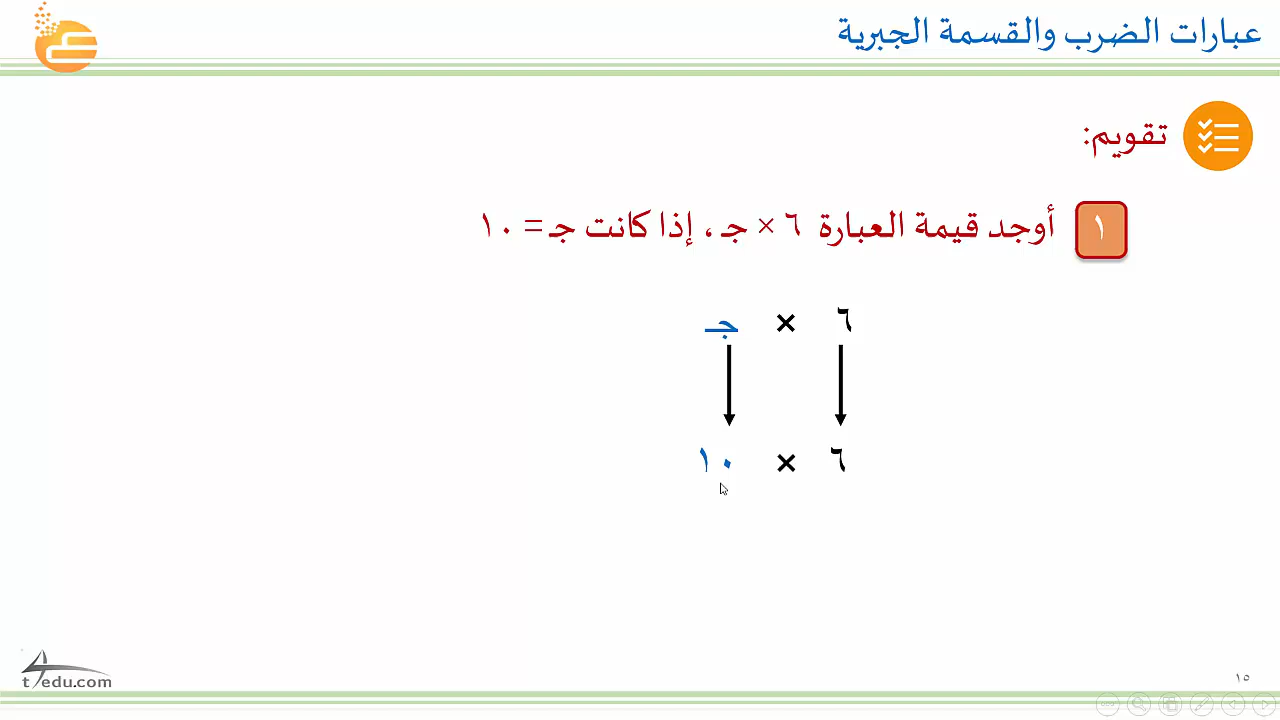 عبارات الضرب والقسمة الجبرية
تقويم:
١ أوجد قيمة العبارة ٦ × جـ ، إذا كانت جـ = ١٠
٦ × جـ
٦ × ١٠
t4edu.com
١٥